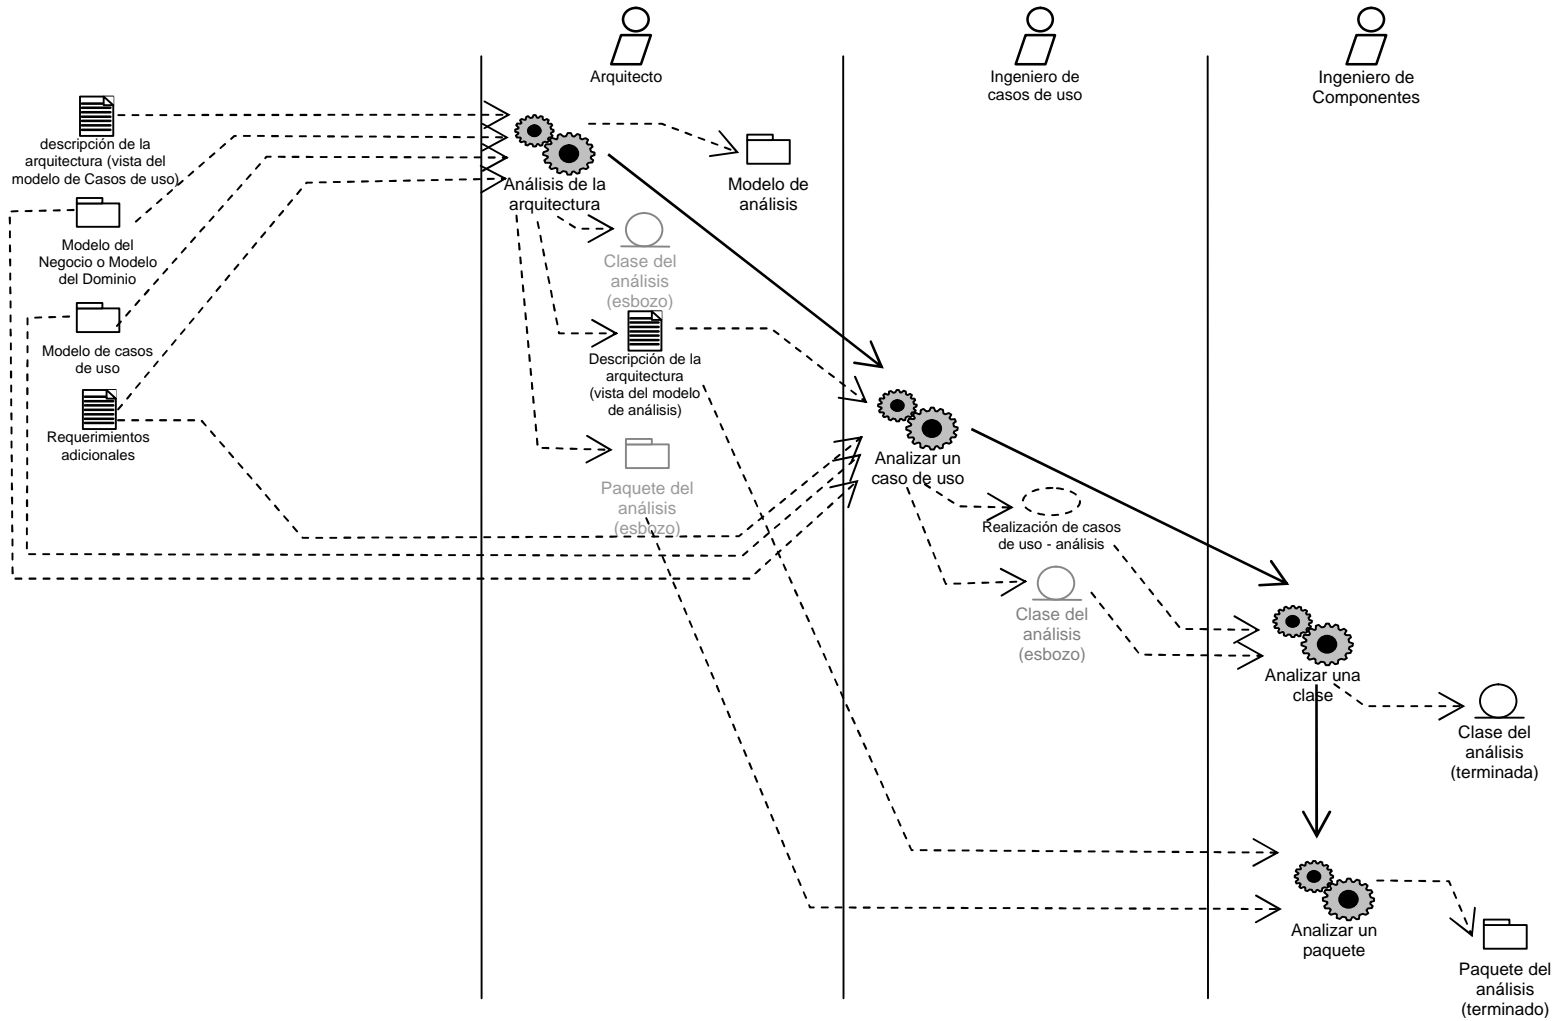 Arquitecto
Ingeniero de
casos de uso
Ingeniero de
Componentes
descripción de la
arquitectura (vista del
modelo de Casos de uso)
Modelo del
Negocio o Modelo
del Dominio
Modelo de casos
de uso
Requerimientos
adicionales
Análisis de la
arquitectura
Modelo de
análisis
Clase del
análisis
(esbozo)
Descripción de la
arquitectura
(vista del modelo
de análisis)
Paquete del
análisis
(esbozo)
Analizar un
caso de uso
Realización de casos
de uso - análisis
Clase del
análisis
(esbozo)
Analizar una
clase
Clase del
análisis
(terminada)
Analizar un
paquete
Paquete del
análisis
(terminado)